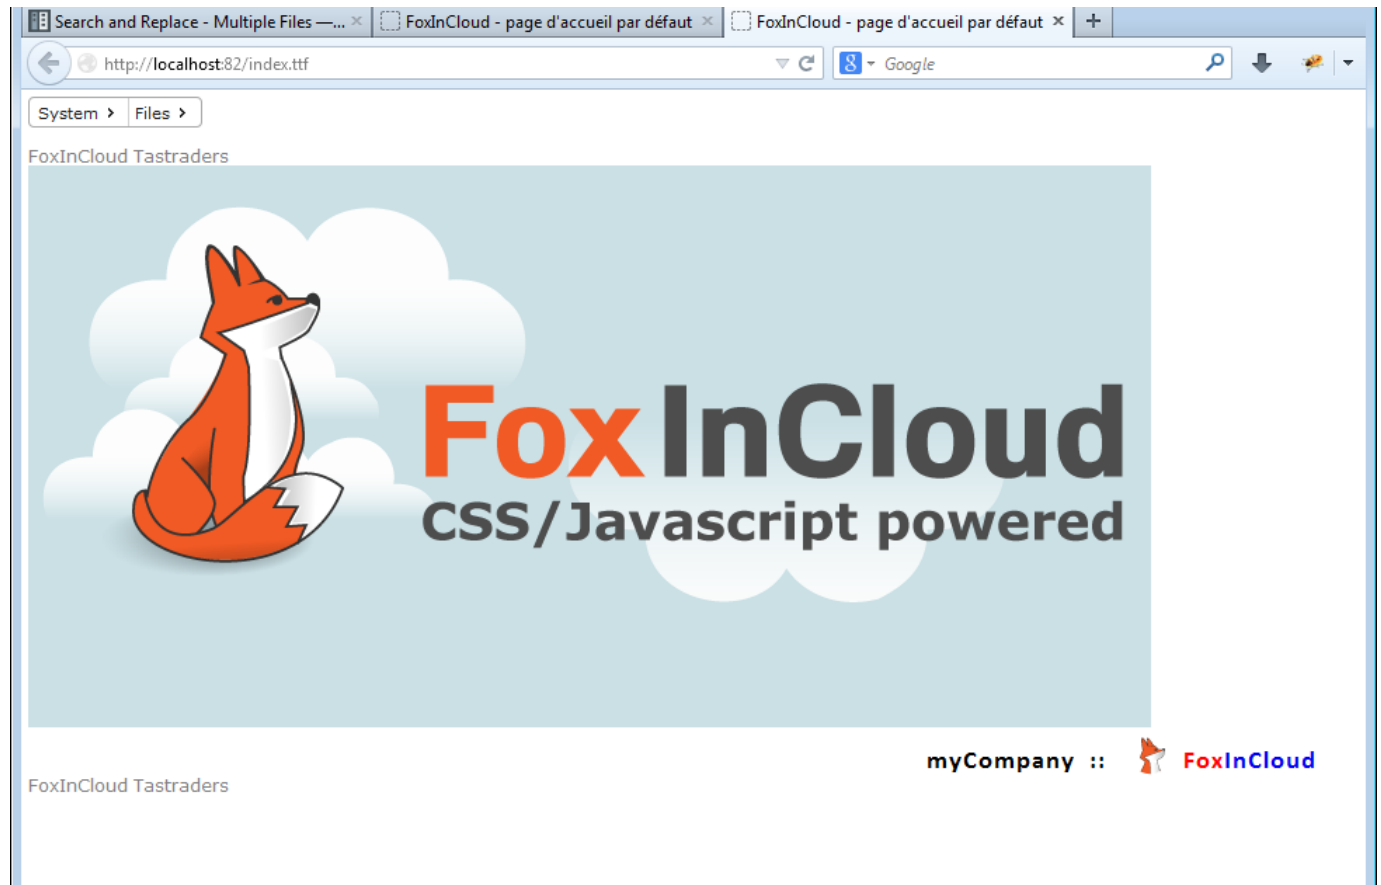 Search and Replace - Multiple Files —... × FoxInCloud - page d'accueil par défaut × FoxInCloud - page d'accueil par défaut × +
http://localhost:82/index.ttf 8 Google
System > Files >
FoxInCloud Tastraders
FoxInCloud
CSS/Javascript powered
myCompany :: FoxInCloud
FoxInCloud Tastraders